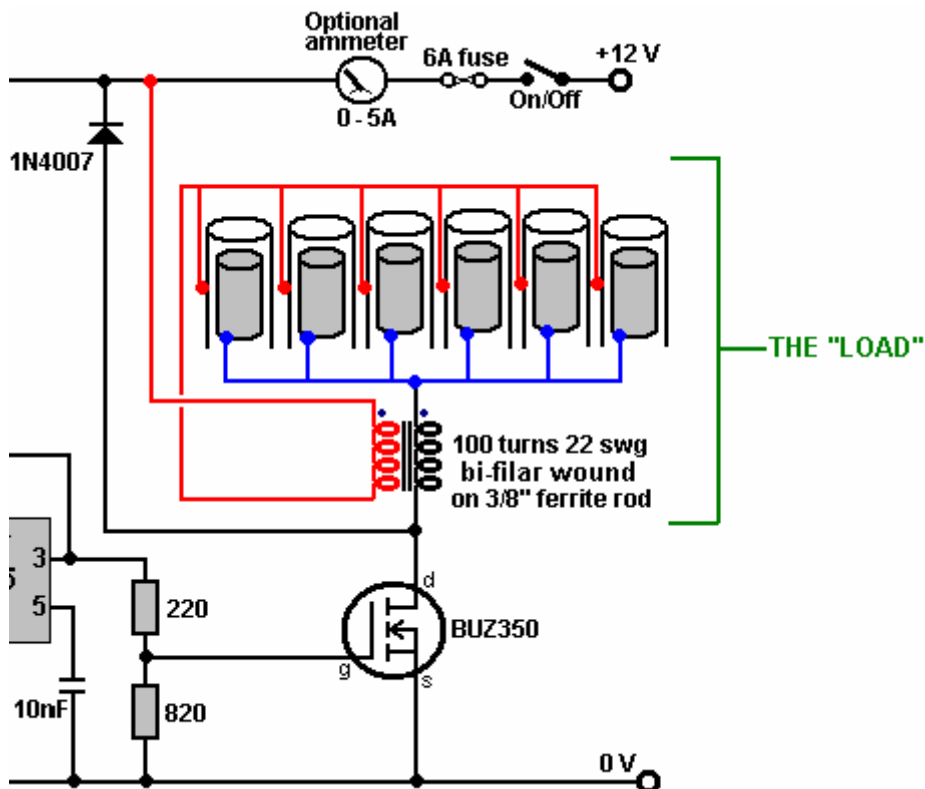 Optional
ammeter
6A fuse
+12 V
On/Off
0 - 5A
1N4007
THE "LOAD"
100 turns 22 swg
bi-filar wound
on 3/8" ferrite rod
3
5
d
220
BUZ350
g
s
10nF
820
0 V